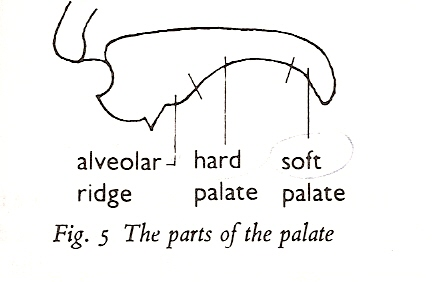 alveolar hard soft
ridge palate palate
Fig. 5 The parts of the palate